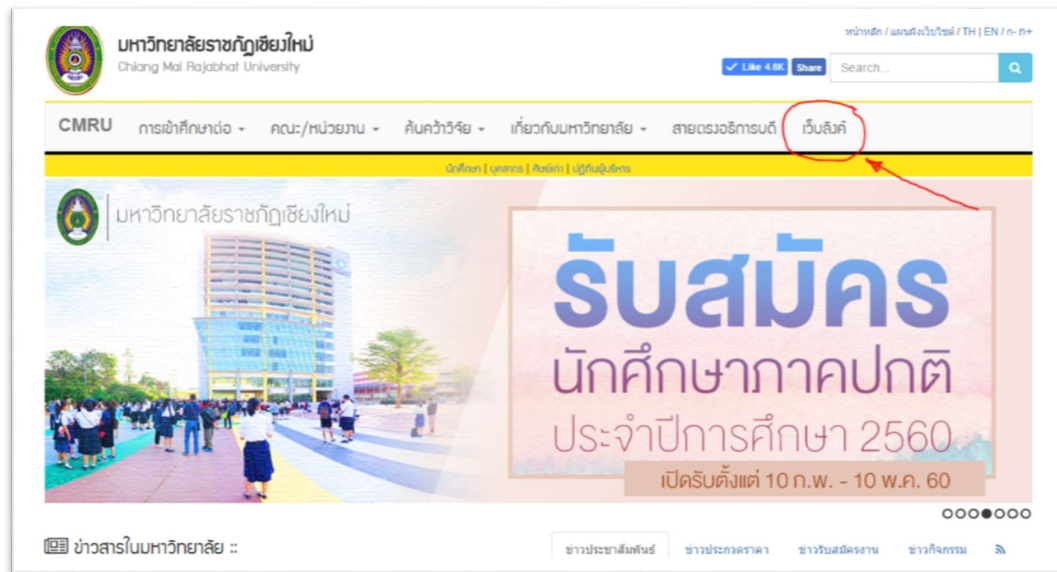 มหาวิทยาลัยราชภัฏเชียงใหม่
Chiang Mai Rajabhat University
หน้าหลัก / แผนผังเว็บไซต์ / TH | EN / ก- ก+
Like 4.8K Share Search...
CMRU การเข้าศึกษาต่อ คณะ/หน่วยงาน ค้นคว้าวิจัย เกี่ยวกับมหาวิทยาลัย สายตรงอธิการบดี เว็บลิงค์
นักศึกษา | บุคลากร | ศิษย์เก่า | ปฏิทินผู้บริหาร
มหาวิทยาลัยราชภัฏเชียงใหม่
รับสมัคร
นักศึกษาภาคปกติ
ประจำปีการศึกษา 2560
เปิดรับตั้งแต่ 10 ก.พ. - 10 พ.ค. 60
ข่าวสารในมหาวิทยาลัย ::
ข่าวประชาสัมพันธ์ ข่าวประกวดราคา ข่าวรับสมัครงาน ข่าวกิจกรรม